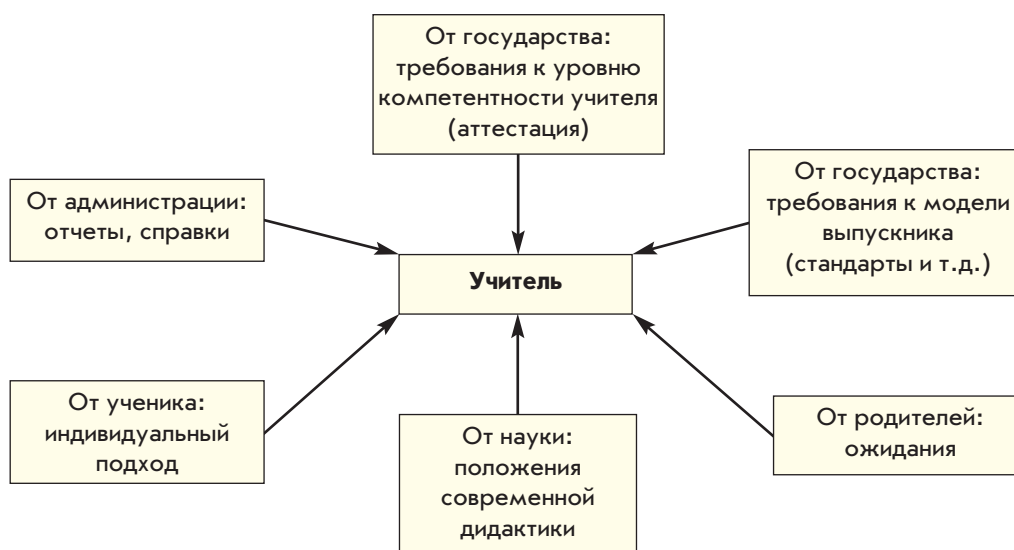 От государства:
требования к уровню
компетентности учителя
(аттестация)
От государства:
требования к модели
выпускника
(стандарты и т.д.)
От администрации:
отчеты, справки
Учитель
От ученика:
индивидуальный
подход
От науки:
положения
современной
дидактики
От родителей:
ожидания